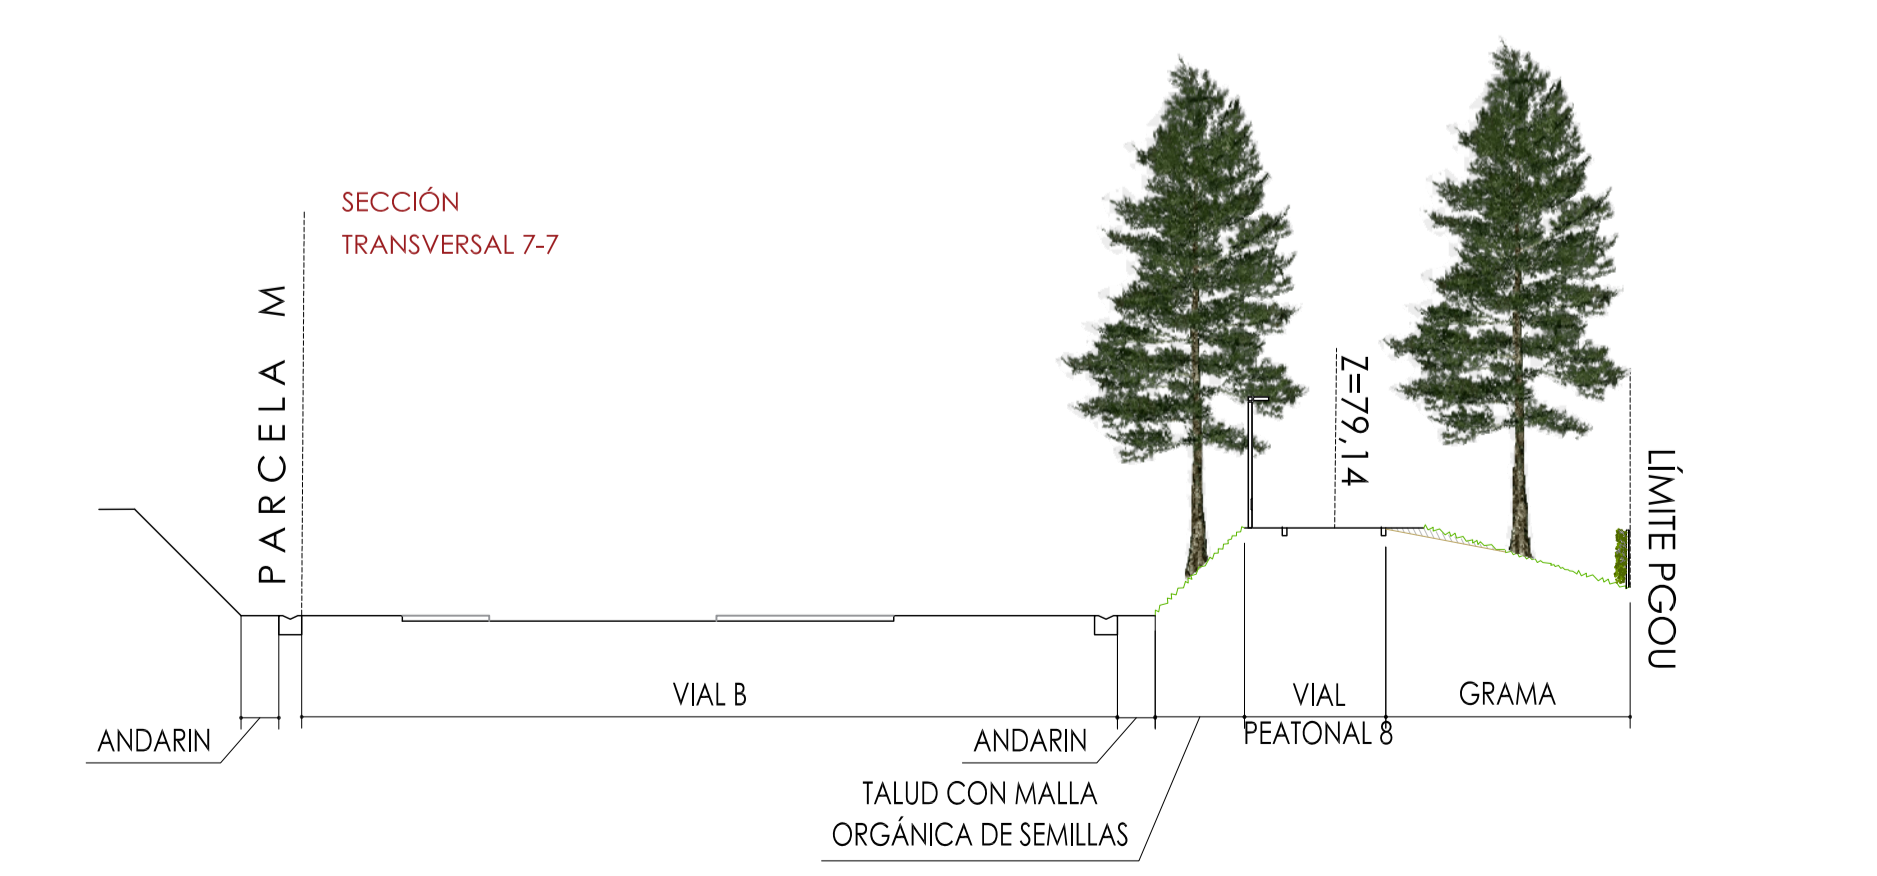 SECCIÓN
TRANSVERSAL 7-7
PARCELA M
Z=79,14
LÍMITE PGOU
VIAL B
VIAL
PEATONAL 8
GRAMA
ANDARIN
ANDARIN
TALUD CON MALLA
ORGÁNICA DE SEMILLAS